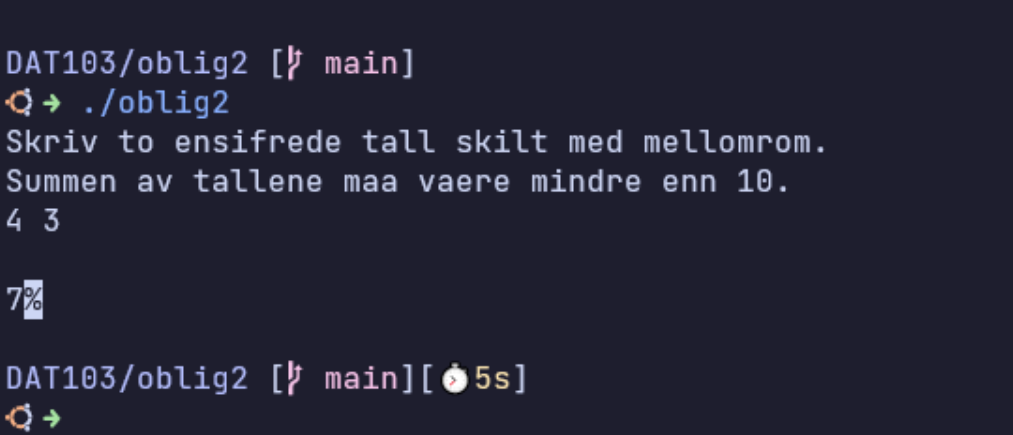 DAT103/oblig2 [ main]
➜ ./oblig2
Skriv to ensifrede tall skilt med mellomrom.
Summen av tallene maa vaere mindre enn 10.
4 3
7%
DAT103/oblig2 [ main][⏱5s]
➜